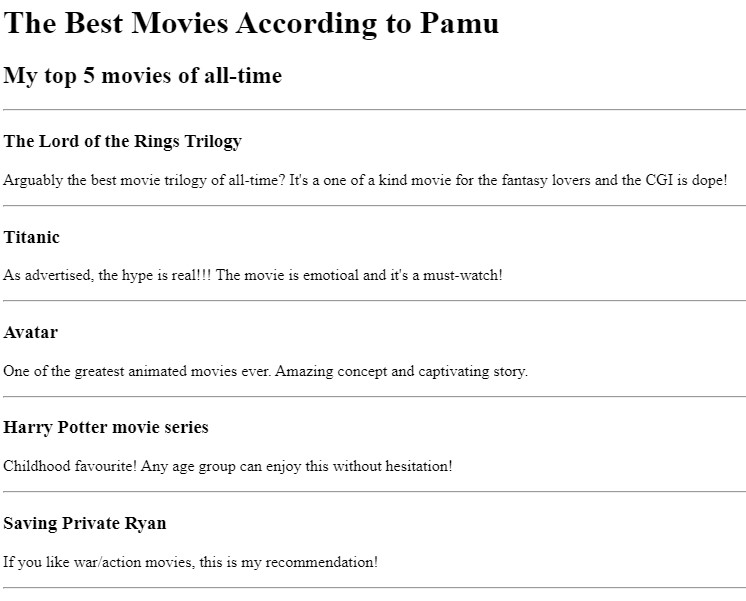 The Best Movies According to Pamu
My top 5 movies of all-time
The Lord of the Rings Trilogy
Arguably the best movie trilogy of all-time? It's a one of a kind movie for the fantasy lovers and the CGI is dope!
Titanic
As advertised, the hype is real!!! The movie is emotioal and it's a must-watch!
Avatar
One of the greatest animated movies ever. Amazing concept and captivating story.
Harry Potter movie series
Childhood favourite! Any age group can enjoy this without hesitation!
Saving Private Ryan
If you like war/action movies, this is my recommendation!